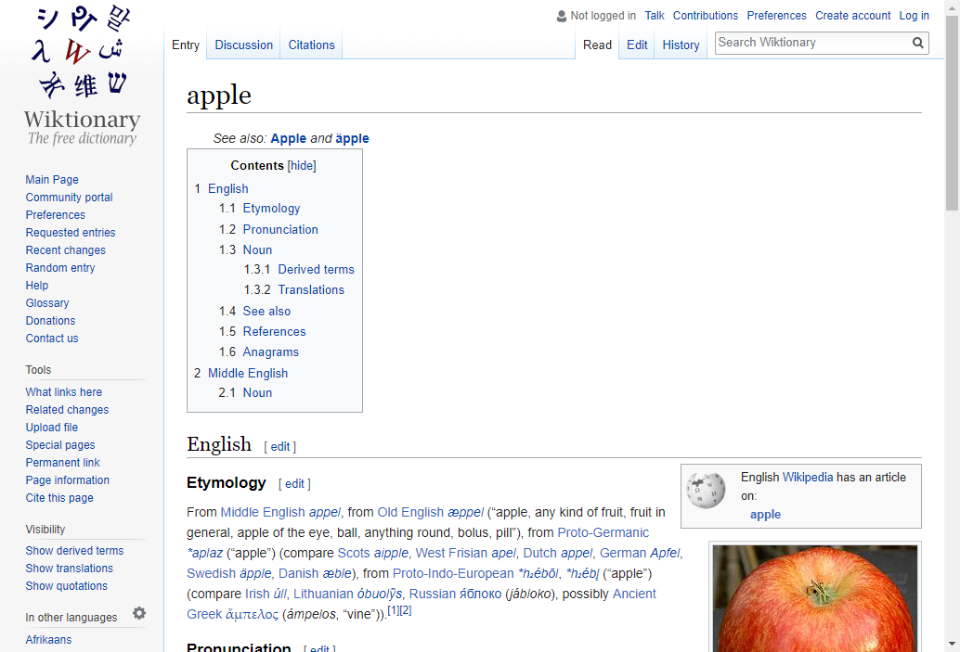 Not logged in Talk Contributions Preferences Create account Log in
Entry Discussion Citations Read Edit History Search Wiktionary
Wiktionary
The free dictionary
Main Page
Community portal
Preferences
Requested entries
Recent changes
Random entry
Help
Glossary
Donations
Contact us
Tools
What links here
Related changes
Upload file
Special pages
Permanent link
Page information
Cite this page
Visibility
Show derived terms
Show translations
Show quotations
In other languages
Afrikaans
apple
See also: Apple and äpple
Contents [hide]
1 English
1.1 Etymology
1.2 Pronunciation
1.3 Noun
1.3.1 Derived terms
1.3.2 Translations
1.4 See also
1.5 References
1.6 Anagrams
2 Middle English
2.1 Noun
English [ edit ]
English Wikipedia has an article
on:
apple
Etymology [ edit ]
From Middle English appel, from Old English æppel (“apple, any kind of fruit, fruit in
general, apple of the eye, ball, anything round, bolus, pill”), from Proto-Germanic
*aplaz (“apple”) (compare Scots aipple, West Frisian apel, Dutch appel, German Apfel,
Swedish äpple, Danish æble), from Proto-Indo-European *h₂ébōl, *h₂ébl̥ (“apple”)
(compare Irish úll, Lithuanian óbuolỹs, Russian я́блоко (jábloko), possibly Ancient
Greek ἄμπελος (ámpelos, “vine”)).[1][2]
Pronunciation [ edit ]